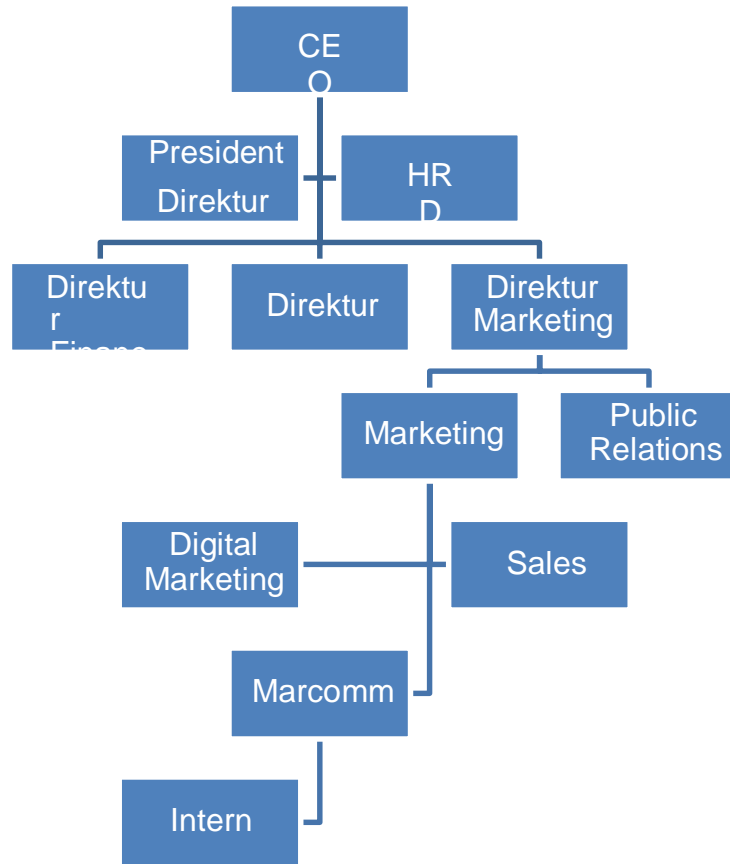 CE
O
President
Direktur
HR
D
Direktu
r
Direktur
Direktur
Marketing
Marketing
Public
Relations
Digital
Marketing
Sales
Marcomm
Intern